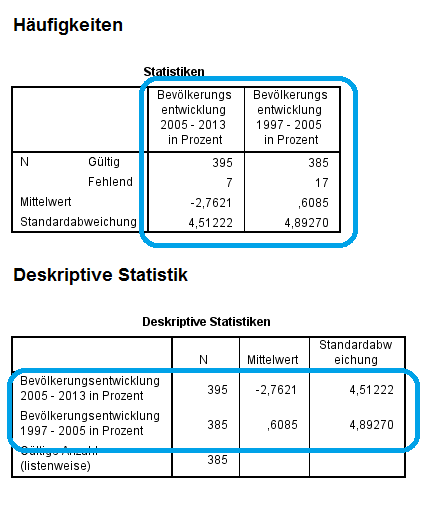 Häufigkeiten
Statistiken
Bevölkerungs
entwicklung
2005 - 2013
in Prozent
Bevölkerungs
entwicklung
1997 - 2005
in Prozent
N Gültig 395 385
Fehlend 7 17
Mittelwert -2,7621 ,6085
Standardabweichung 4,51222 4,89270
Deskriptive Statistik
Deskriptive Statistiken
N Mittelwert Standardabw
eichung
Bevölkerungsentwicklung
2005 - 2013 in Prozent 395 -2,7621 4,51222
Bevölkerungsentwicklung
1997 - 2005 in Prozent 385 ,6085 4,89270
Gültige Anzahl
(listenweise) 385